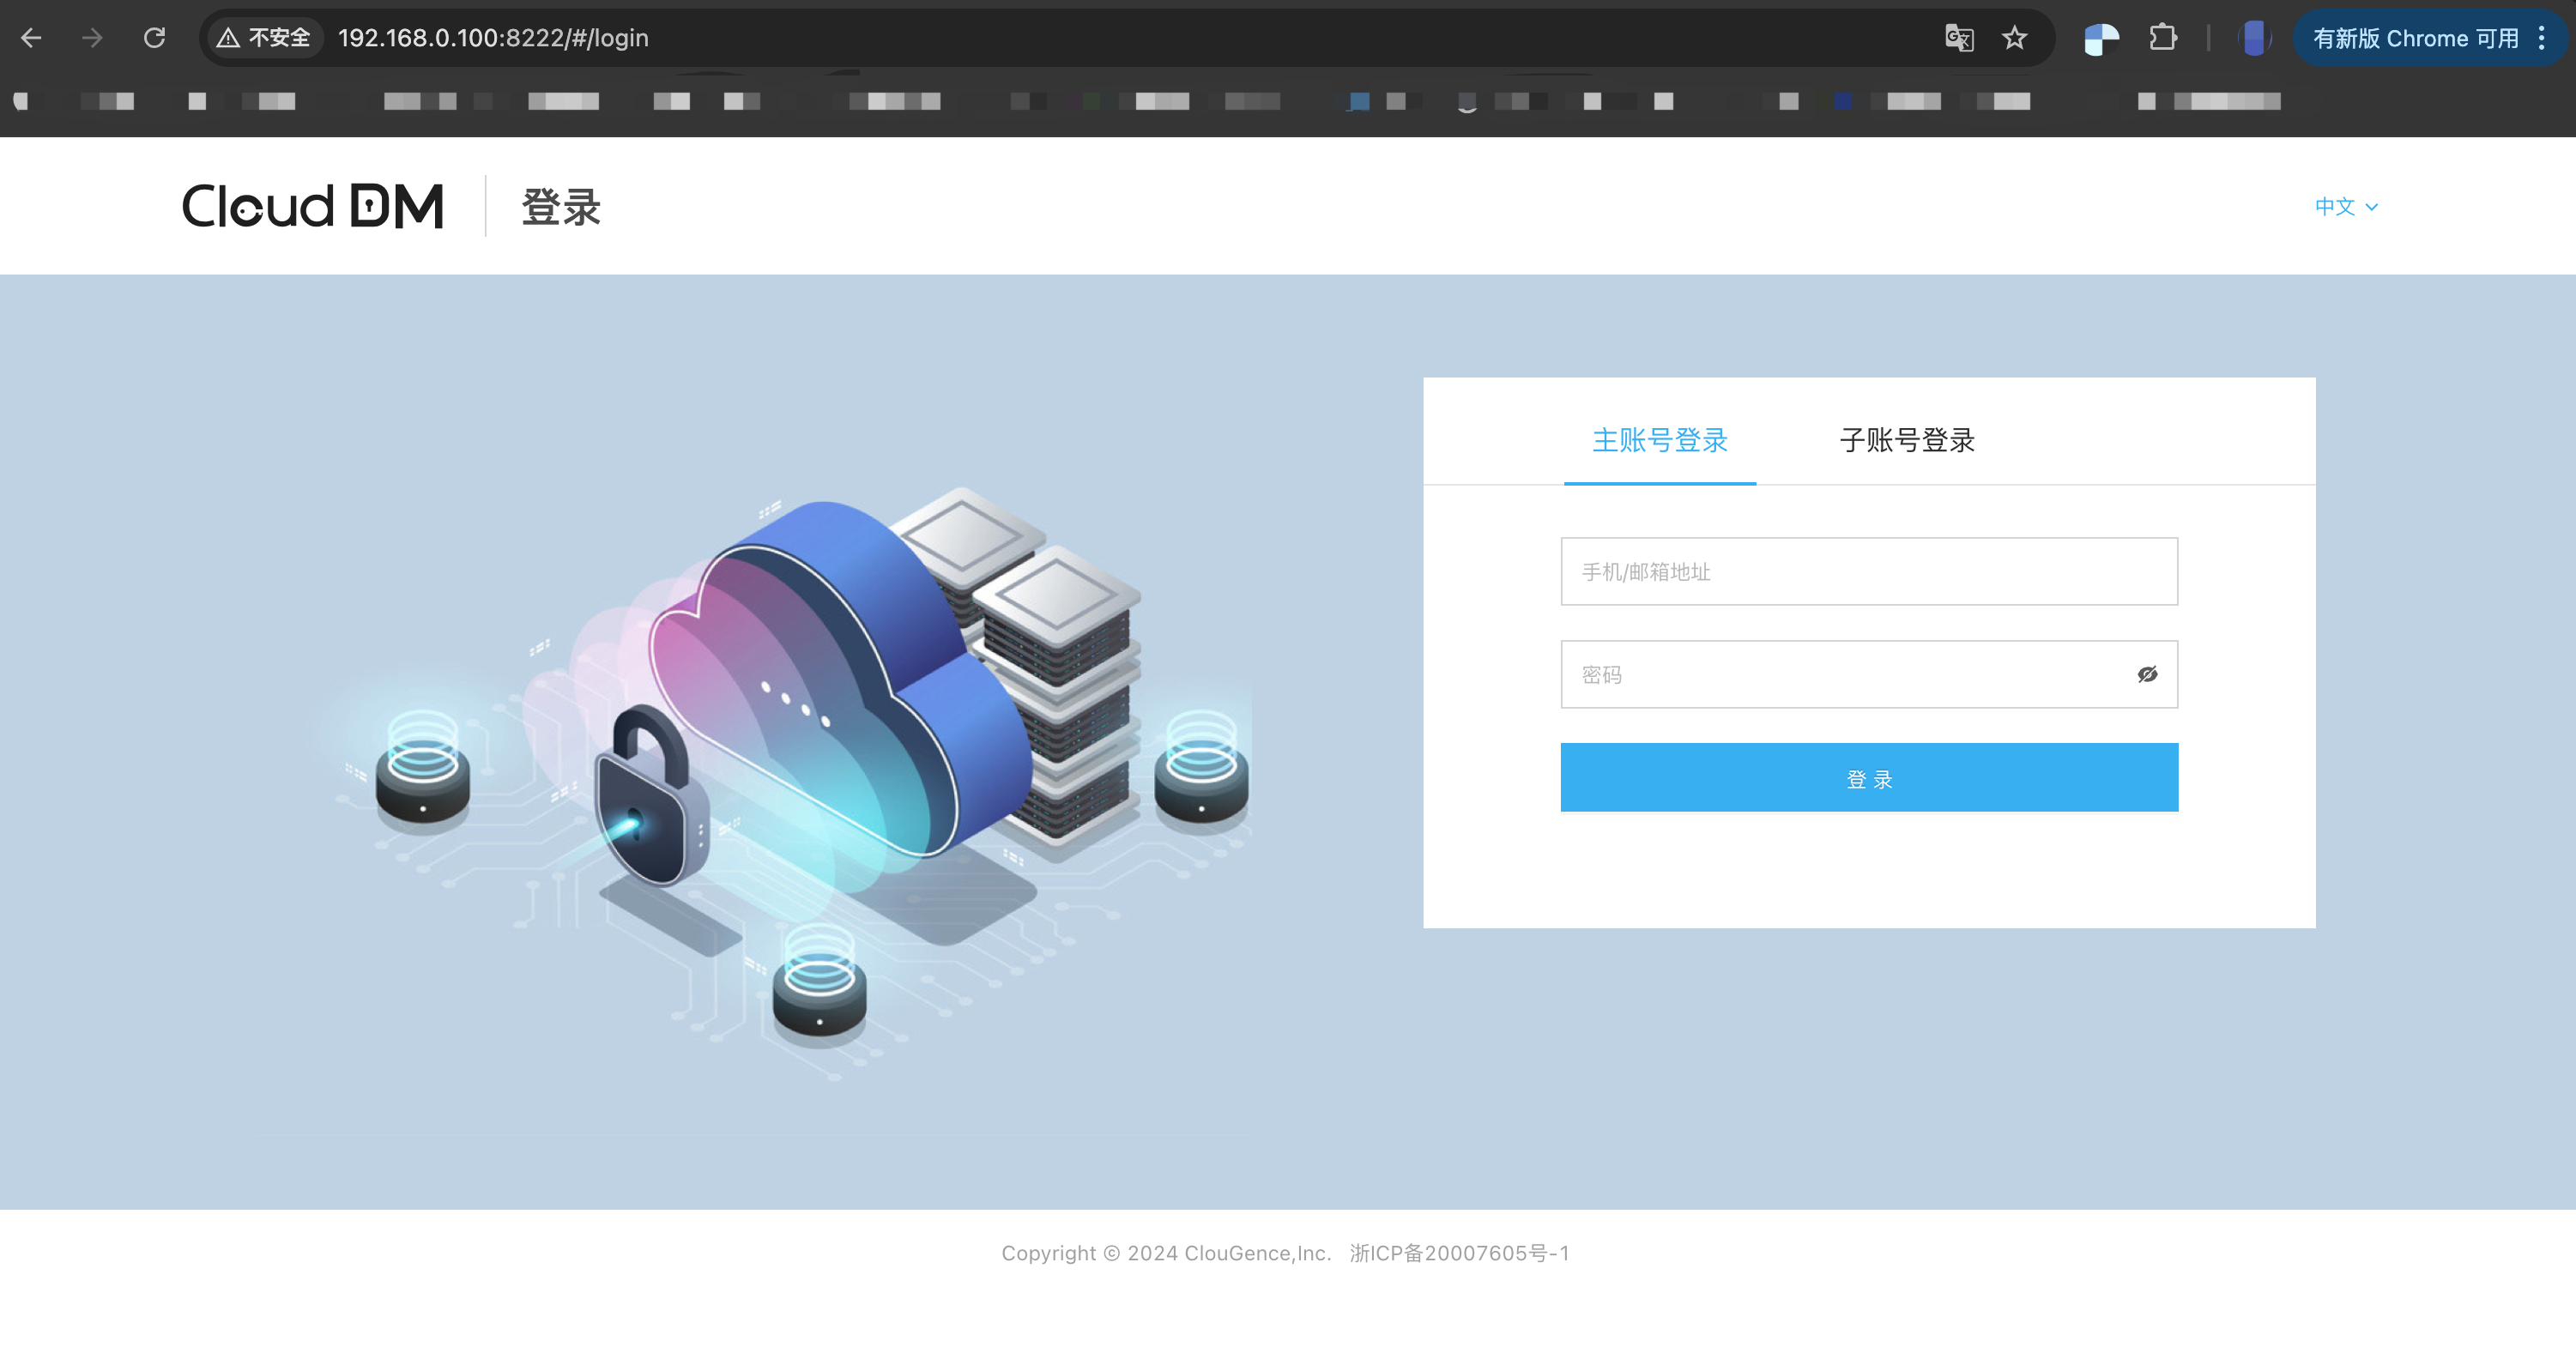 不安全 192.168.0.100:8222/#/login 有新版 Chrome 可用
Cloud DM 登录 中文
主账号登录 子账号登录
手机/邮箱地址
密码
登 录
Copyright © 2024 ClouGence,Inc. 浙ICP备20007605号-1